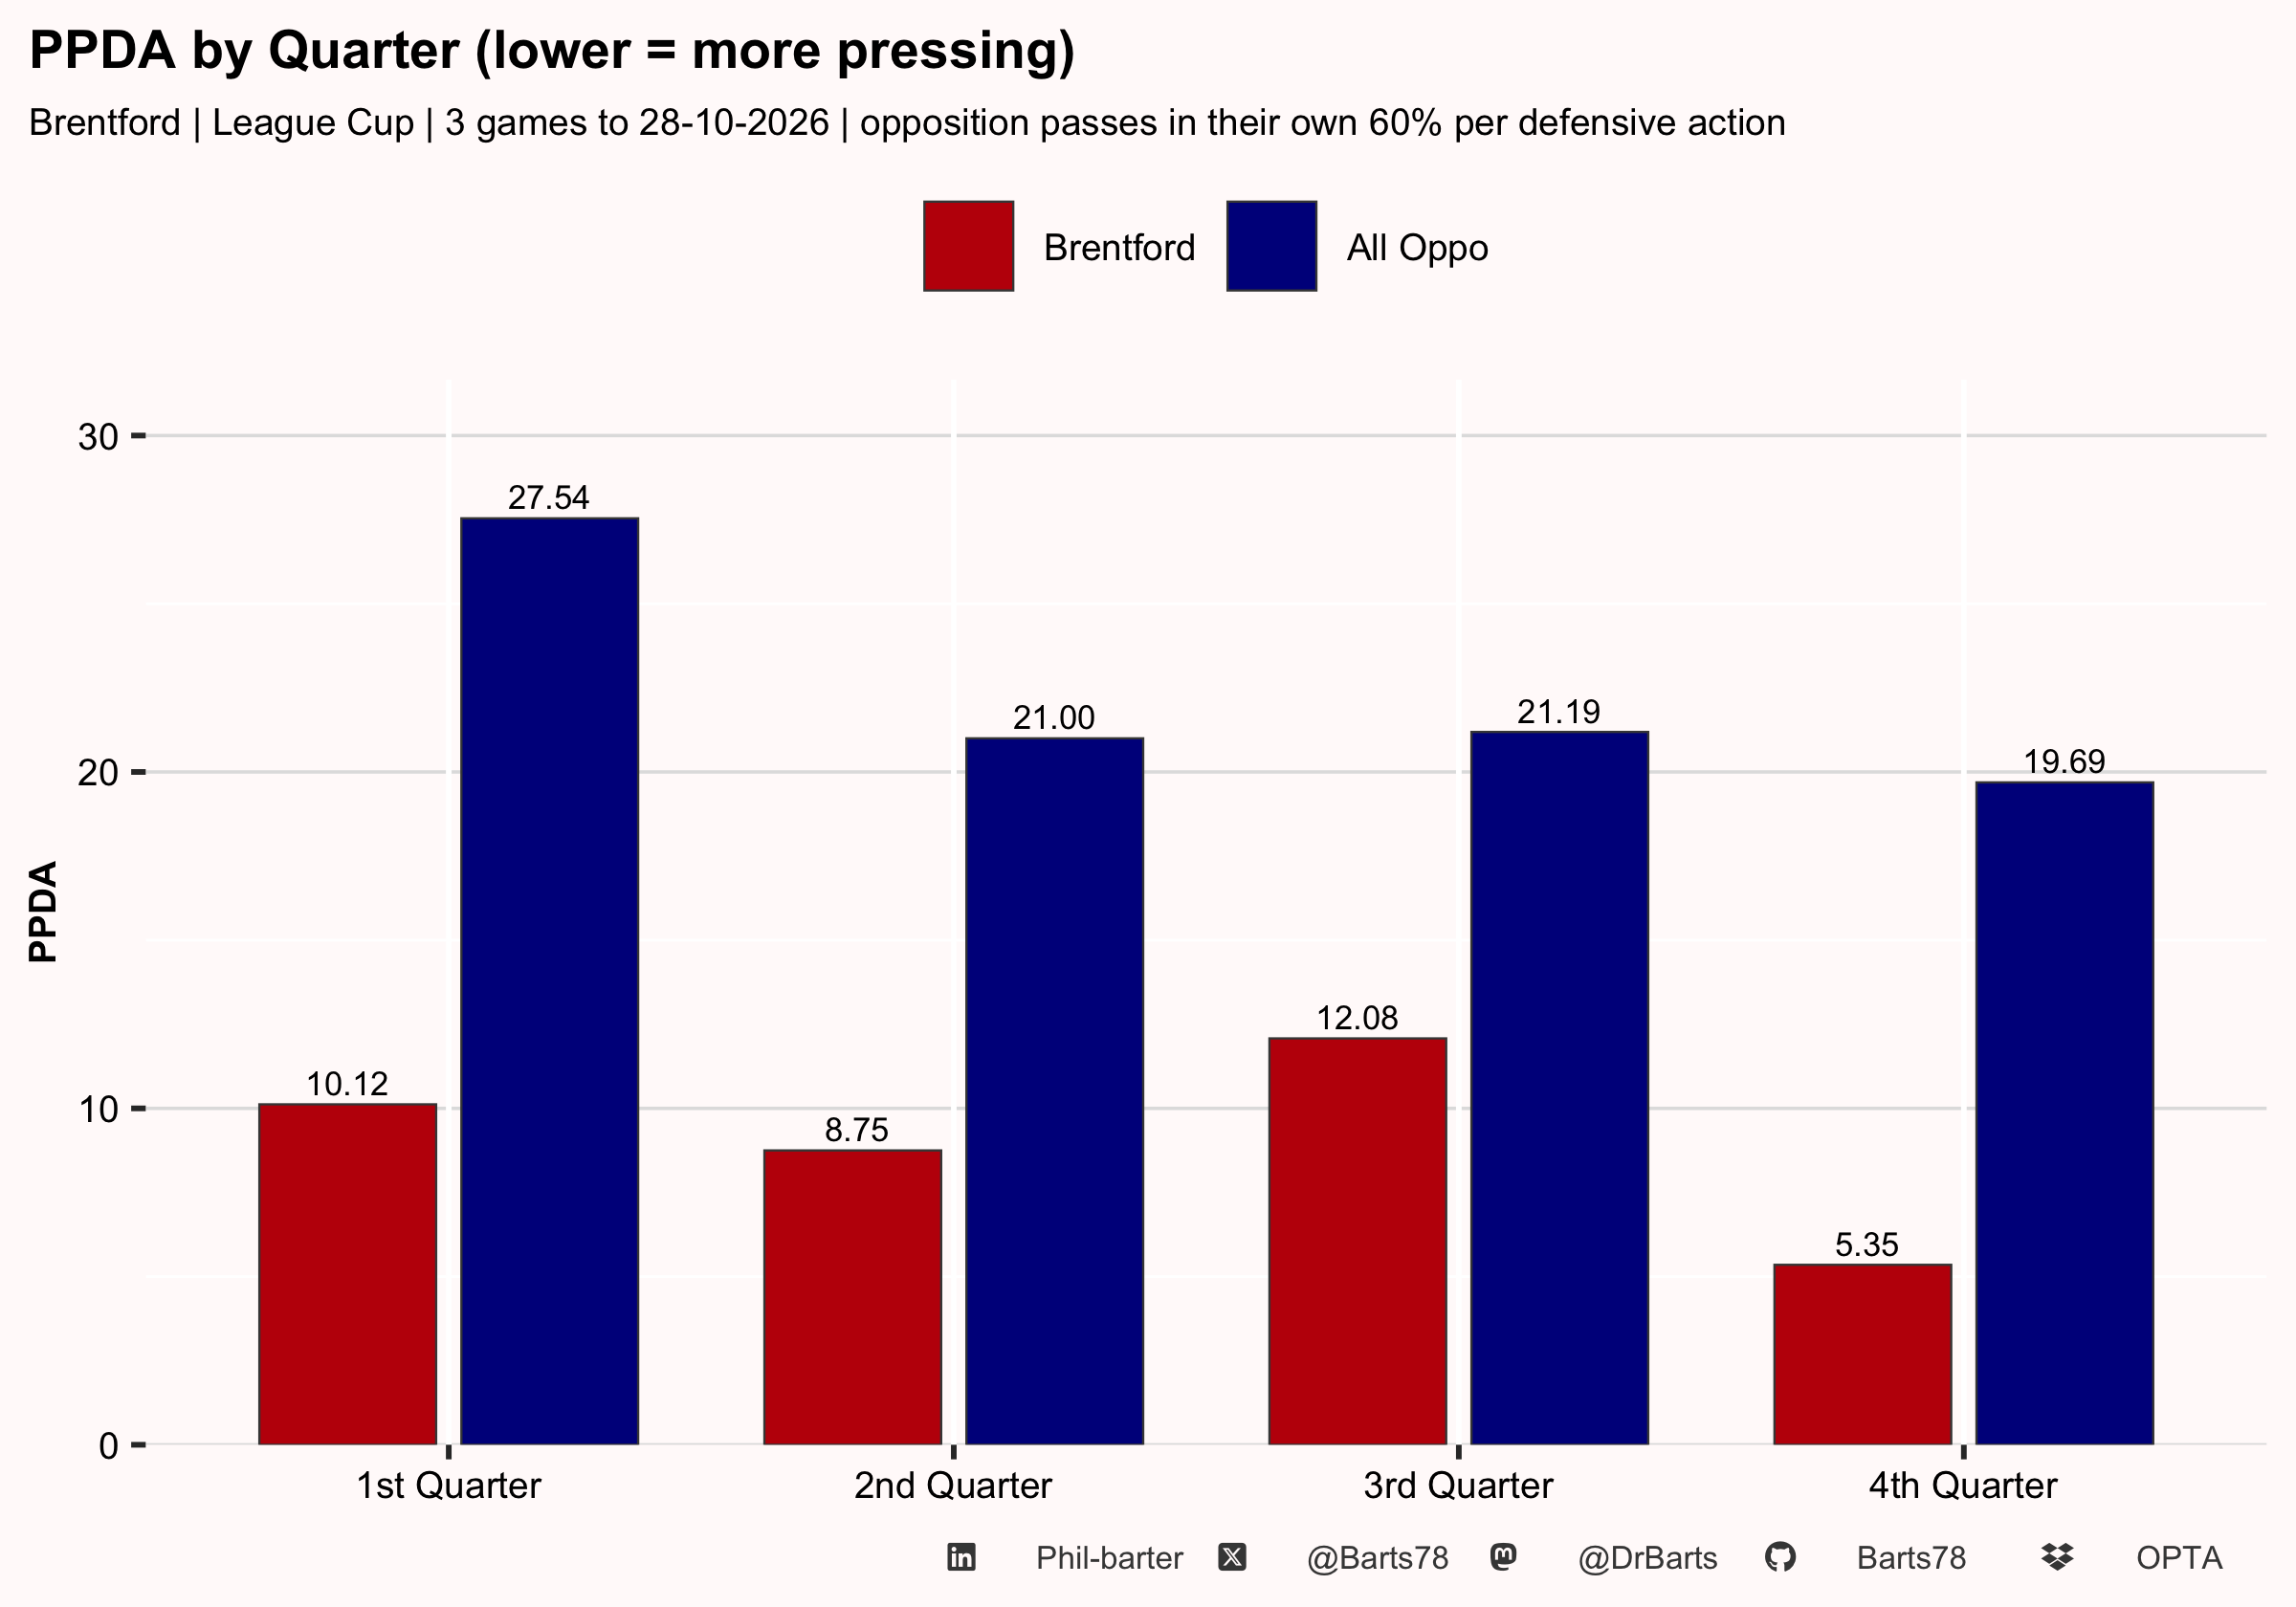 PPDA by Quarter (lower = more pressing)
Brentford | League Cup | 3 games to 28-10-2026 | opposition passes in their own 60% per defensive action
Brentford All Oppo
30
20
10
0
PPDA
27.54
21.00
21.19
19.69
10.12
8.75
12.08
5.35
1st Quarter 2nd Quarter 3rd Quarter 4th Quarter
Phil-barter @Barts78 @DrBarts Barts78 OPTA